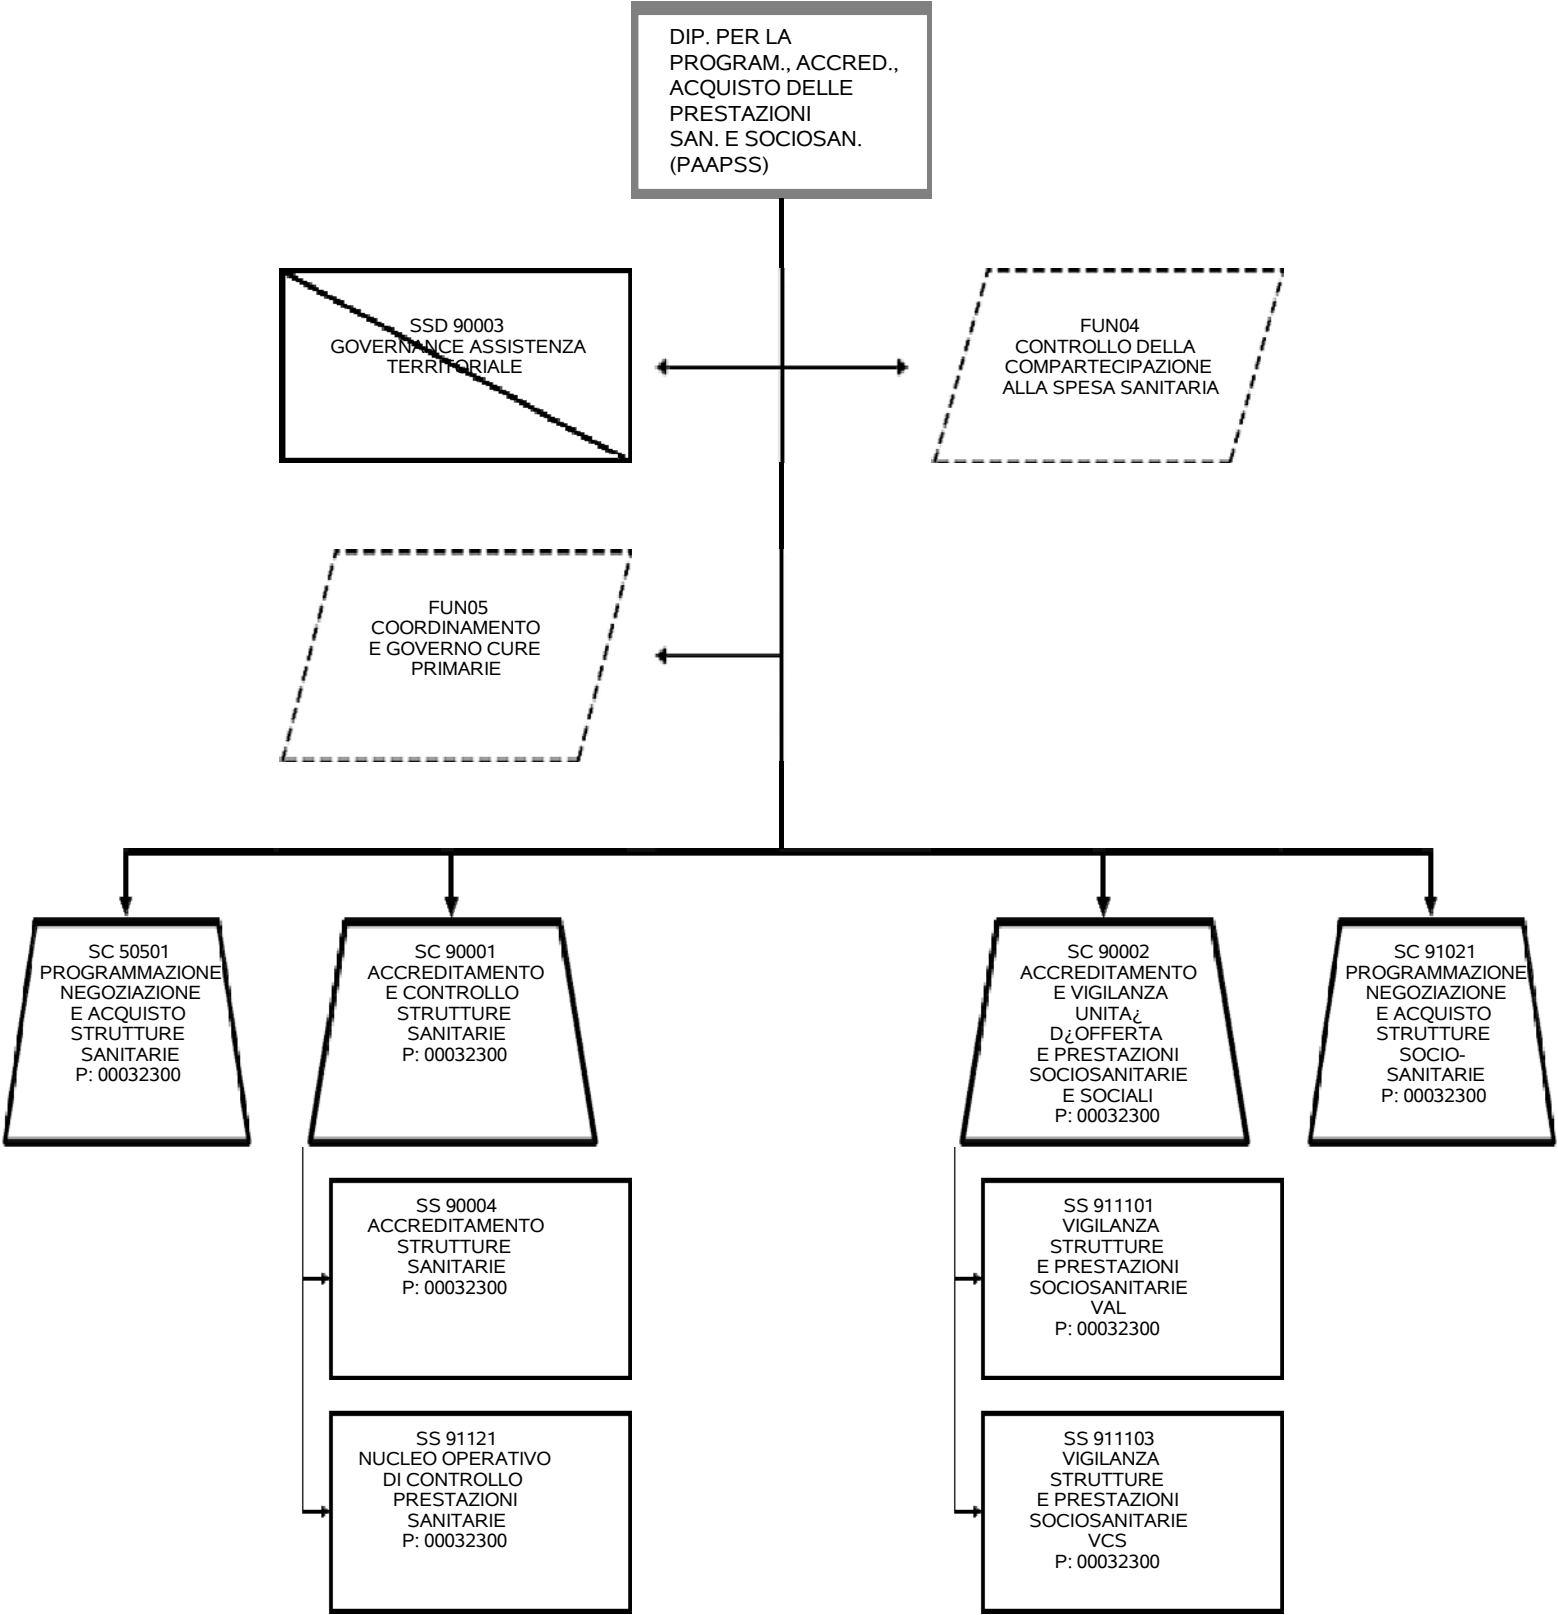 DIP. PER LA
PROGRAM., ACCRED.,
ACQUISTO DELLE
PRESTAZIONI
SAN. E SOCIOSAN.
(PAAPSS)
SSD 90003
GOVERNANCE ASSISTENZA
TERRITORIALE
FUN04
CONTROLLO DELLA
COMPARTECIPAZIONE
ALLA SPESA SANITARIA
FUN05
COORDINAMENTO
E GOVERNO CURE
PRIMARIE
SC 50501
PROGRAMMAZIONE
NEGOZIAZIONE
E ACQUISTO
STRUTTURE
SANITARIE
P: 00032300
SC 90001
ACCREDITAMENTO
E CONTROLLO
STRUTTURE
SANITARIE
P: 00032300
SC 90002
ACCREDITAMENTO
E VIGILANZA
UNITA¿
D¿OFFERTA
E PRESTAZIONI
SOCIOSANITARIE
E SOCIALI
P: 00032300
SC 91021
PROGRAMMAZIONE
NEGOZIAZIONE
E ACQUISTO
STRUTTURE
SOCIO-
SANITARIE
P: 00032300
SS 90004
ACCREDITAMENTO
STRUTTURE
SANITARIE
P: 00032300
SS 911101
VIGILANZA
STRUTTURE
E PRESTAZIONI
SOCIOSANITARIE
VAL
P: 00032300
SS 91121
NUCLEO OPERATIVO
DI CONTROLLO
PRESTAZIONI
SANITARIE
P: 00032300
SS 911103
VIGILANZA
STRUTTURE
E PRESTAZIONI
SOCIOSANITARIE
VCS
P: 00032300